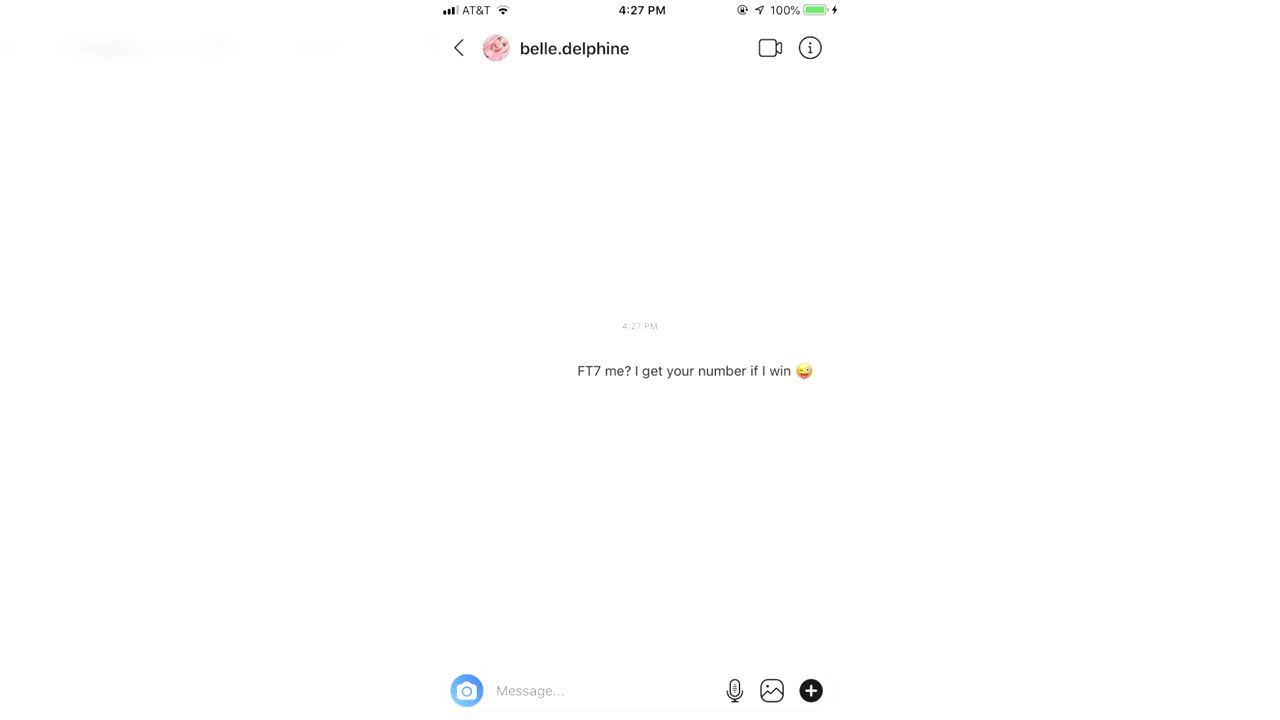 AT&T 4:27 PM 100%
belle.delphine
4:27 PM
FT7 me? I get your number if I win 😜
Message...